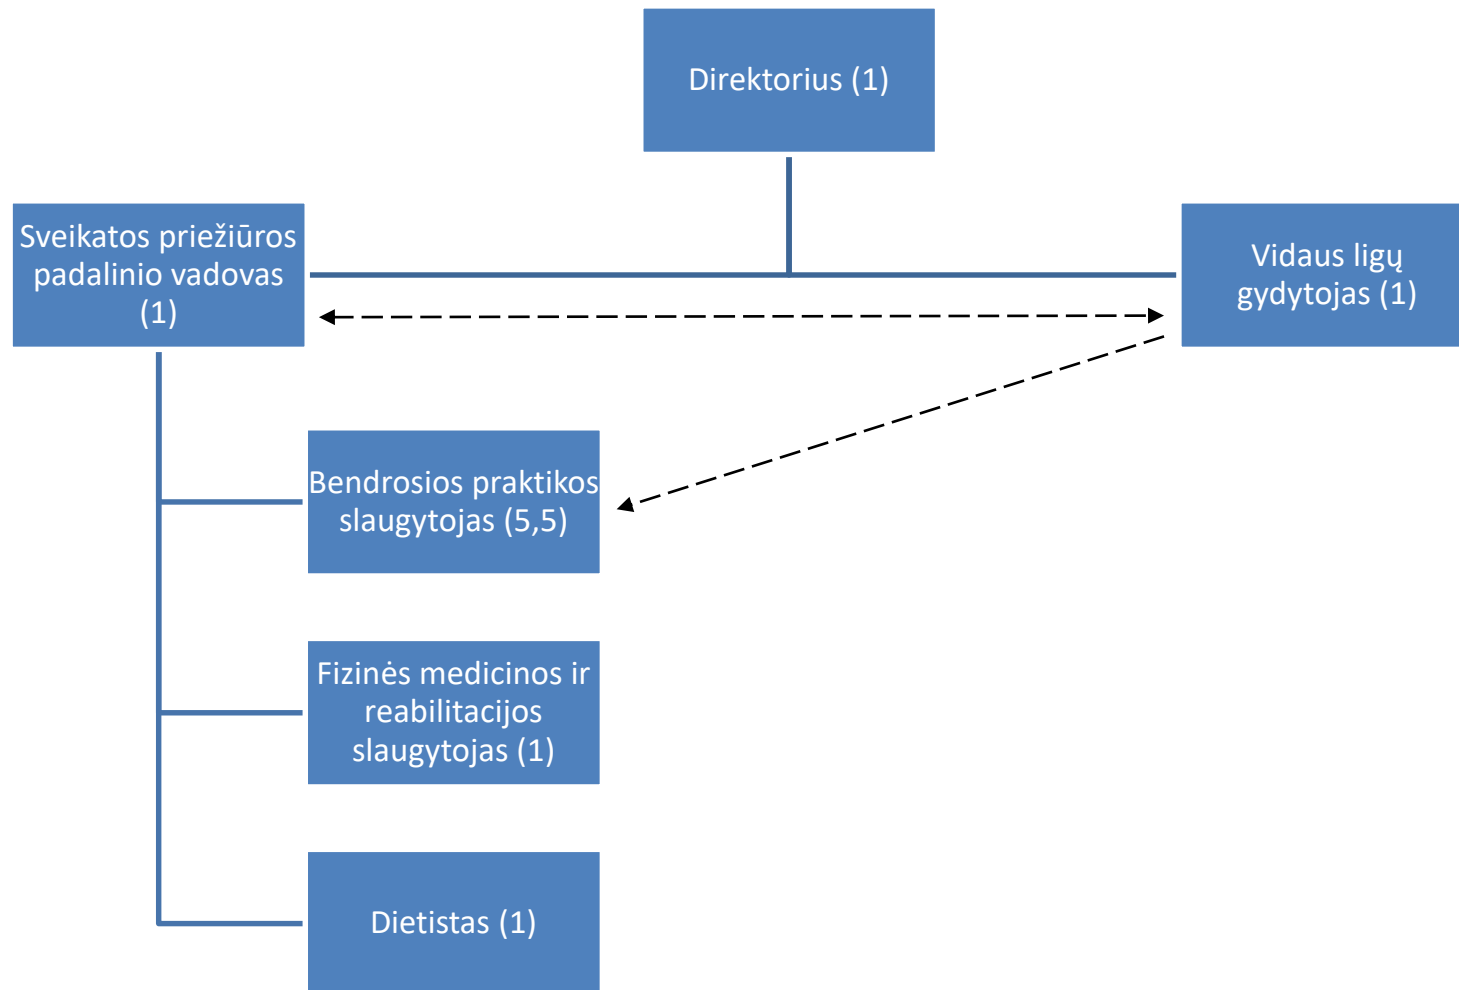 Direktorius (1)
Sveikatos priežiūros
padalinio vadovas
(1)
Vidaus ligų
gydytojas (1)
Bendrosios praktikos
slaugytojas (5,5)
Fizinės medicinos ir
reabilitacijos
slaugytojas (1)
Dietistas (1)